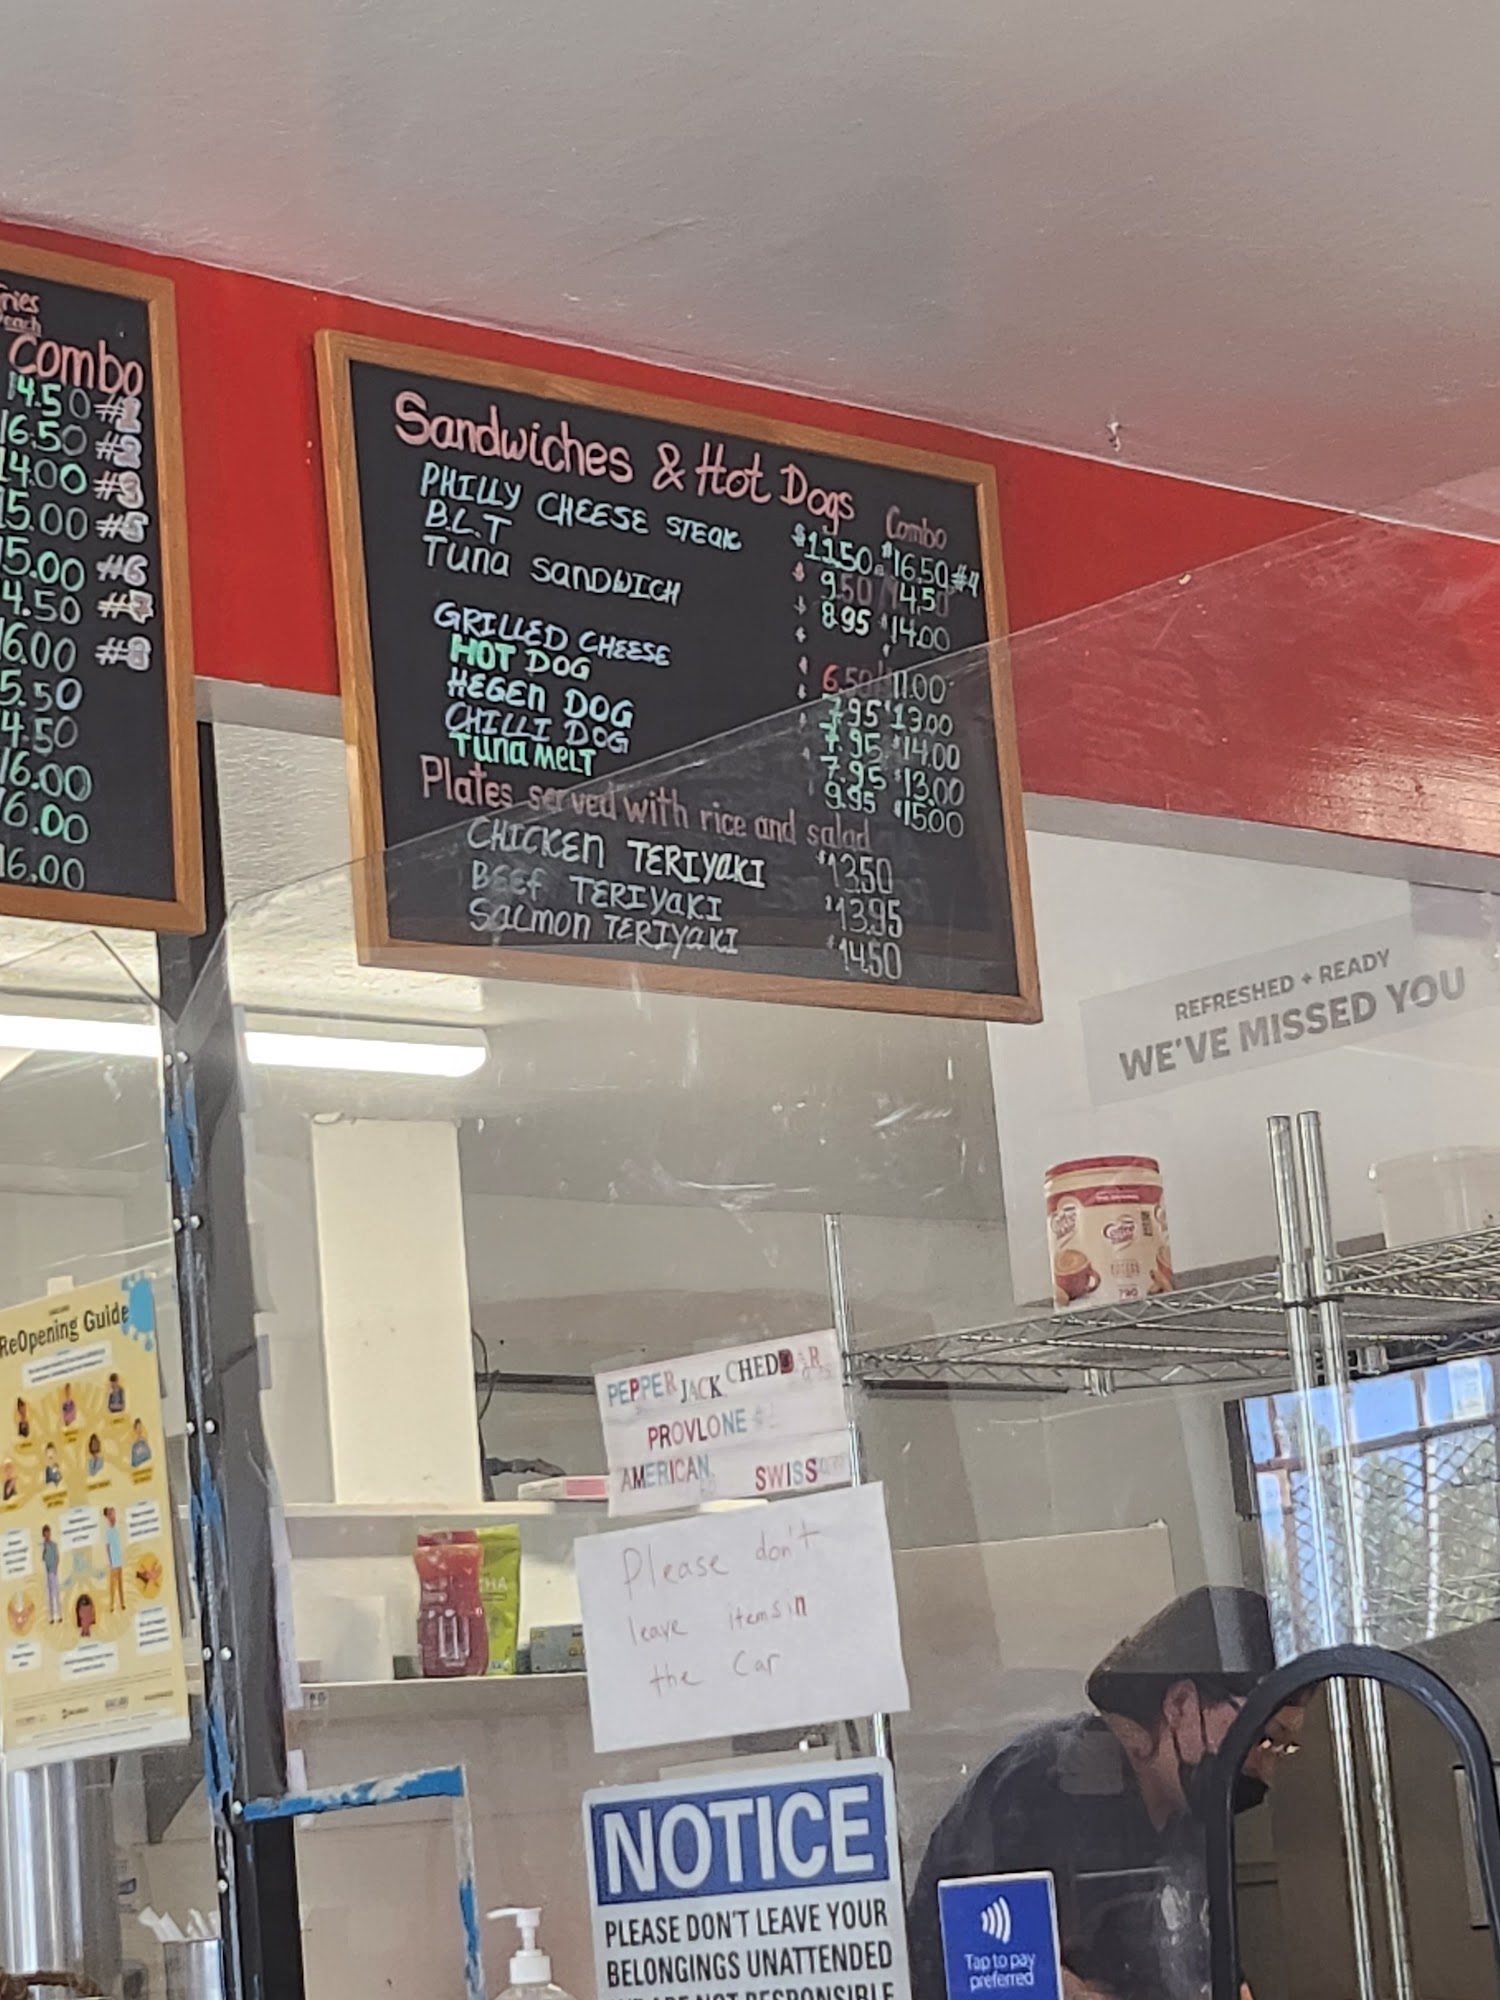 Combo
14.50 #1
16.50 #2
14.00 #3
15.00 #5
15.00 #6
4.50 #7
16.00 #8
5.50
4.50
16.00
6.00
16.00
Sandwiches & Hot Dogs Combo
PHILLY CHEESE STEAK $11.50 $16.50 #4
B.L.T $9.50 14.50
Tuna SANDWICH $8.95 $14.00
GRILLED CHEESE $6.50 11.00
HOT DOG $7.95 $13.00
HEGEN DOG 7.95 $14.00
CHILLI DOG 7.95 $13.00
Tuna MELT 9.95 $15.00
Plates served with rice and salad
CHICKEN TERIYAKI $13.50
BEEF TERIYAKI $13.95
SALMON TERIYAKI $14.50
REFRESHED + READY
WE'VE MISSED YOU
ReOpening Guide
PEPPER JACK CHEDDAR
PROVLONE
AMERICAN SWISS
Please don't
leave items in
the Car
NOTICE
PLEASE DON'T LEAVE YOUR
BELONGINGS UNATTENDED
WE ARE NOT RESPONSIBLE
Tap to pay
preferred